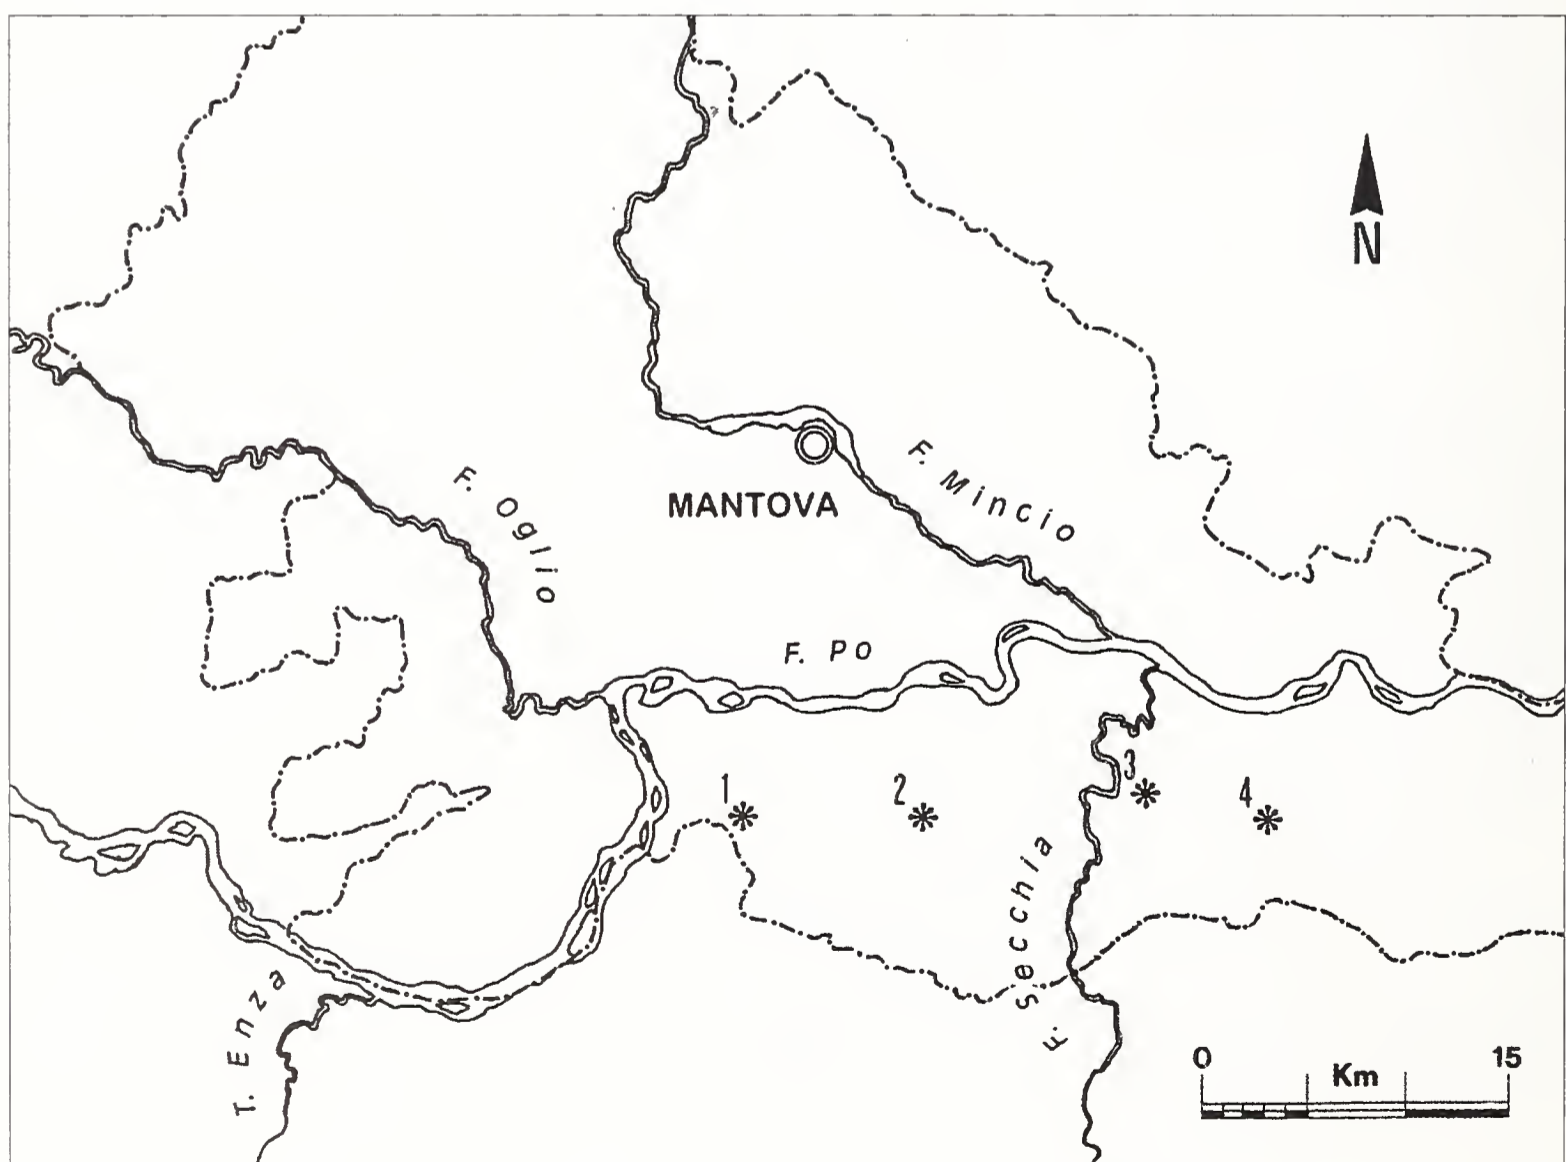 N
F. Oglio
F. Mincio
MANTOVA
F. Po
1
2
3
4
F. Secchia
T. Enza
0
15
Km